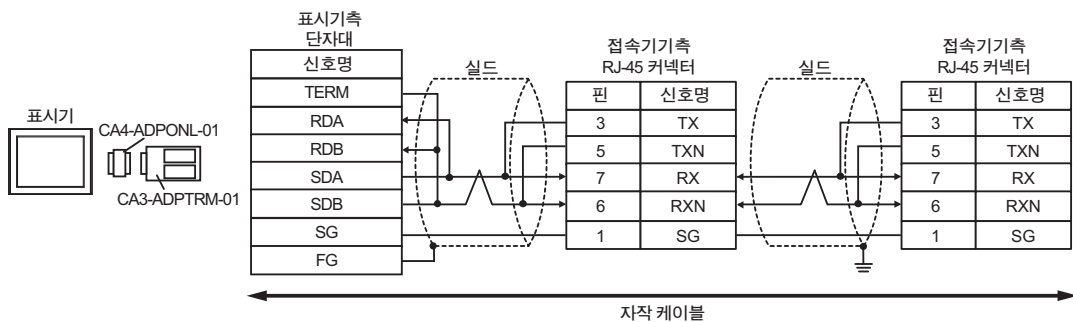 표시기
CA4-ADPONL-01
CA3-ADPTRM-01
표시기측
단자대
신호명
TERM
RDA
RDB
SDA
SDB
SG
FG
실드
접속기기측
RJ-45 커넥터
핀 신호명
3 TX
5 TXN
7 RX
6 RXN
1 SG
실드
접속기기측
RJ-45 커넥터
핀 신호명
3 TX
5 TXN
7 RX
6 RXN
1 SG
자작 케이블